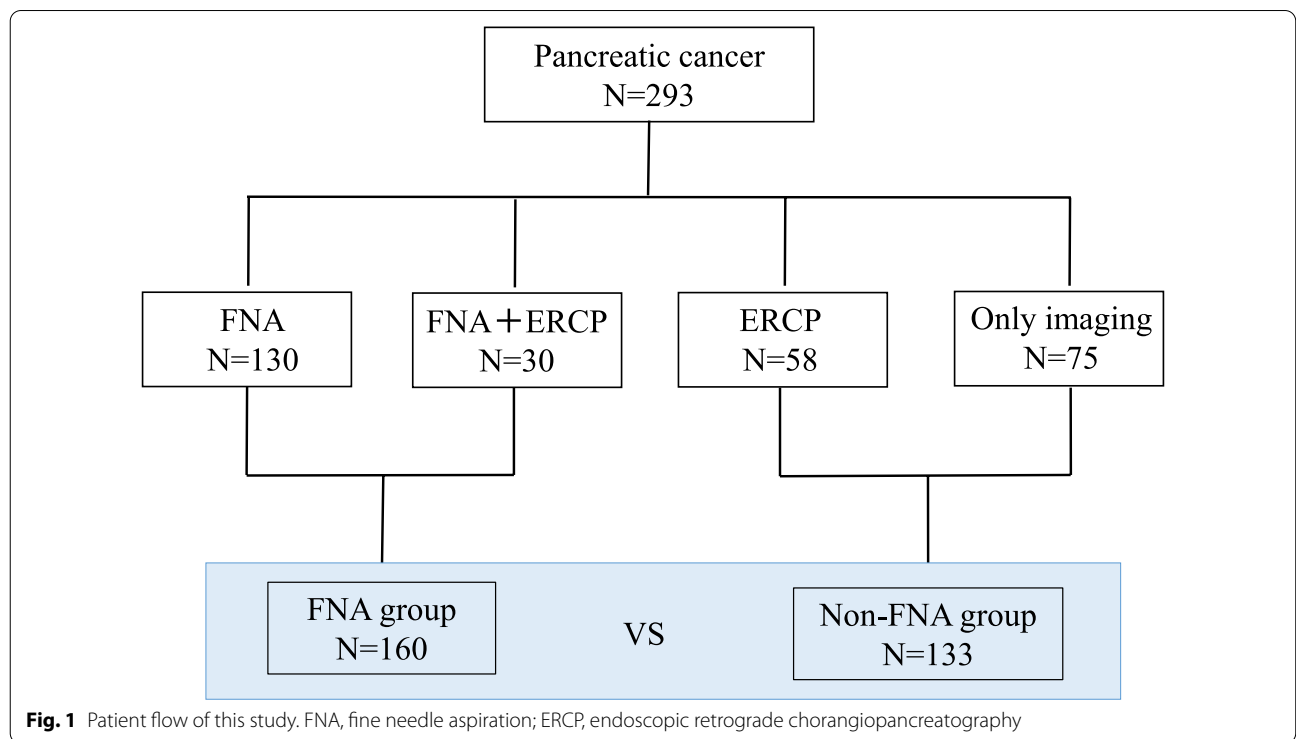 Pancreatic cancer
N=293
FNA
N=130
FNA+ERCP
N=30
ERCP
N=58
Only imaging
N=75
FNA group
N=160
VS
Non-FNA group
N=133
Fig. 1 Patient flow of this study. FNA, fine needle aspiration; ERCP, endoscopic retrograde chorangiopancreatography